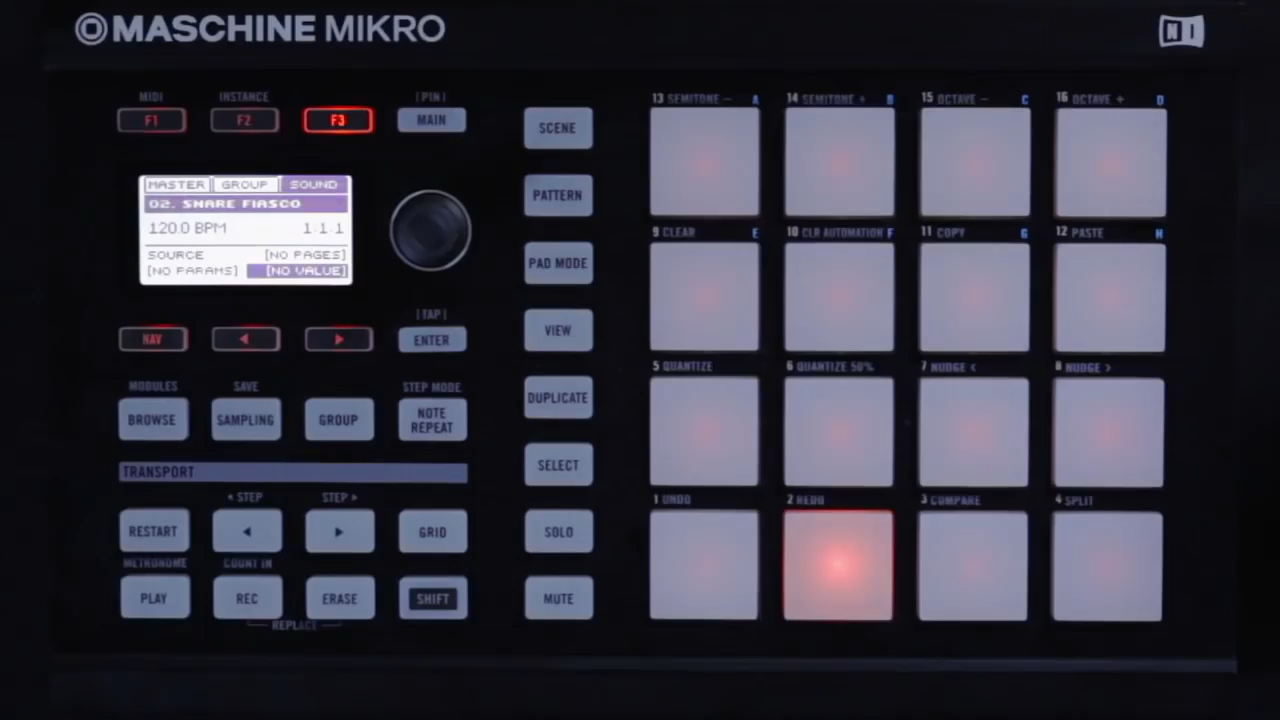 MASCHINE MIKRO
NI
MIDI INSTANCE [PIN]
F1 F2 F3 MAIN
MASTER GROUP SOUND
02. SNARE FIASCO
120.0 BPM 1:1:1
SOURCE [NO PAGES]
[NO PARAMS] [NO VALUE]
[TAP]
NAV ENTER
MODULES SAVE STEP MODE
BROWSE SAMPLING GROUP NOTE REPEAT
TRANSPORT
< STEP STEP >
RESTART GRID
METRONOME COUNT IN
PLAY REC ERASE SHIFT
REPLACE
SCENE
PATTERN
PAD MODE
VIEW
DUPLICATE
SELECT
SOLO
MUTE
13 SEMITONE - A 14 SEMITONE + B 15 OCTAVE - C 16 OCTAVE + D
9 CLEAR E 10 CLR AUTOMATION F 11 COPY G 12 PASTE H
5 QUANTIZE 6 QUANTIZE 50% 7 NUDGE < 8 NUDGE >
1 UNDO 2 REDO 3 COMPARE 4 SPLIT